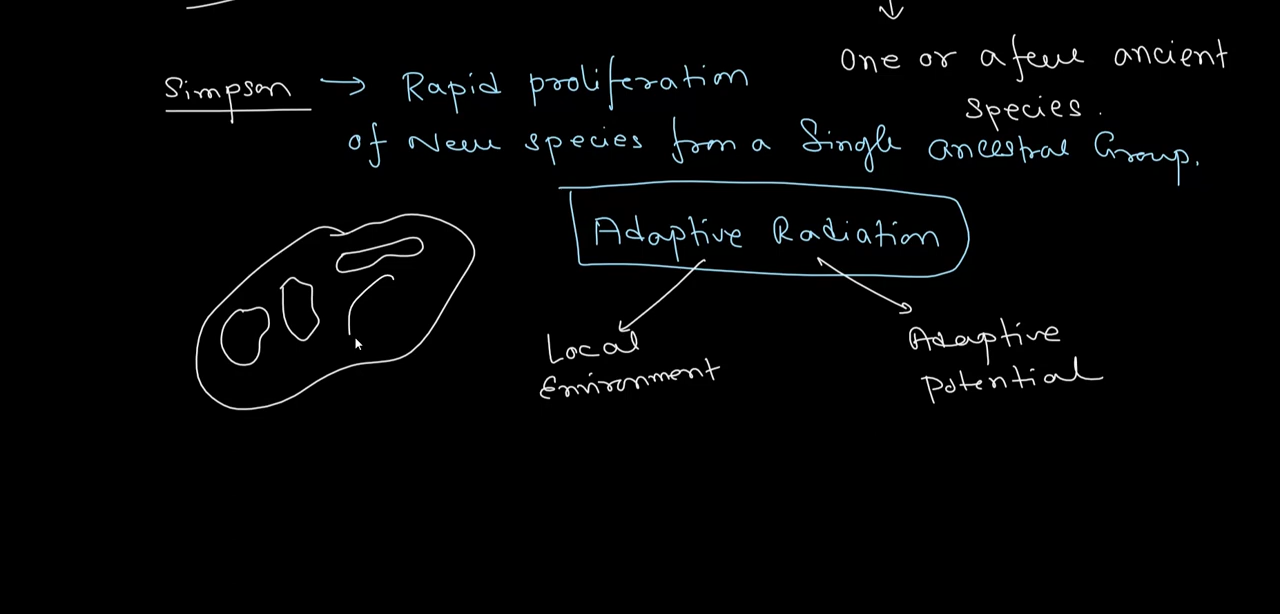 one or a few ancient
species.
Simpson → Rapid proliferation
of New species from a Single ancestral Group.
Adaptive Radiation
Local
Environment
Adaptive
Potential